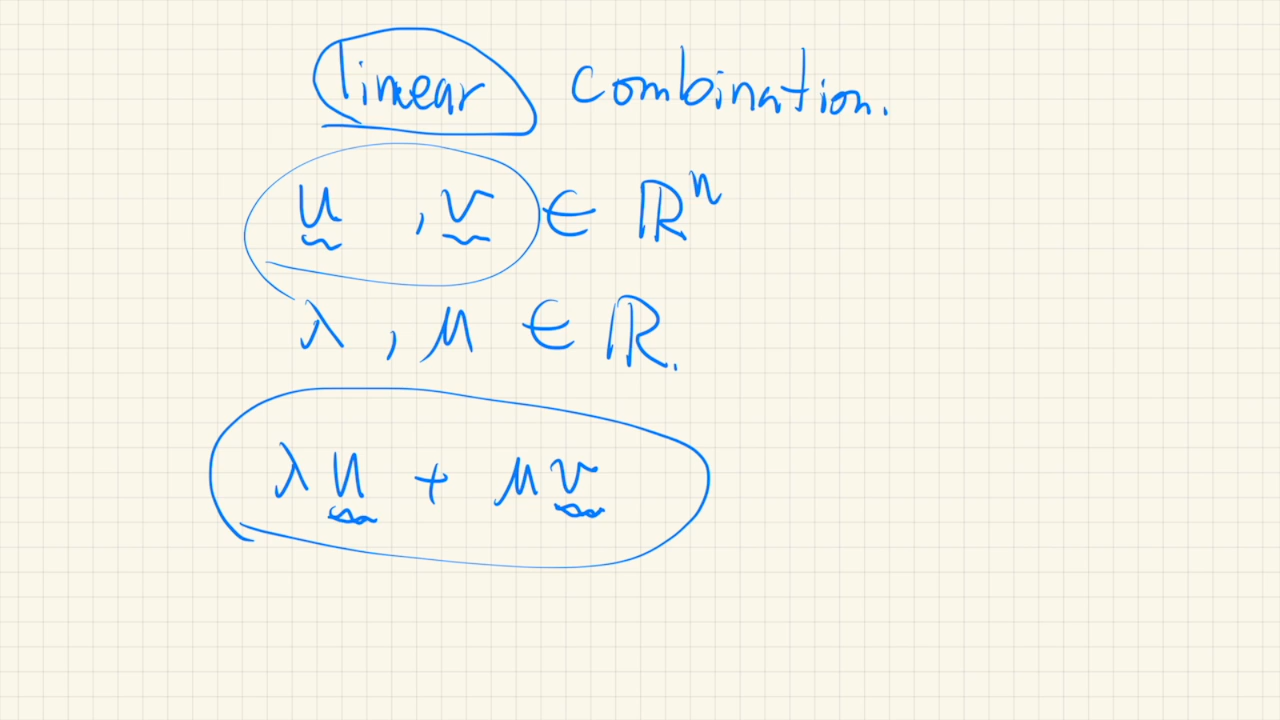 linear combination.
u , v ∈ ℝⁿ
λ , μ ∈ ℝ.
λu + μv